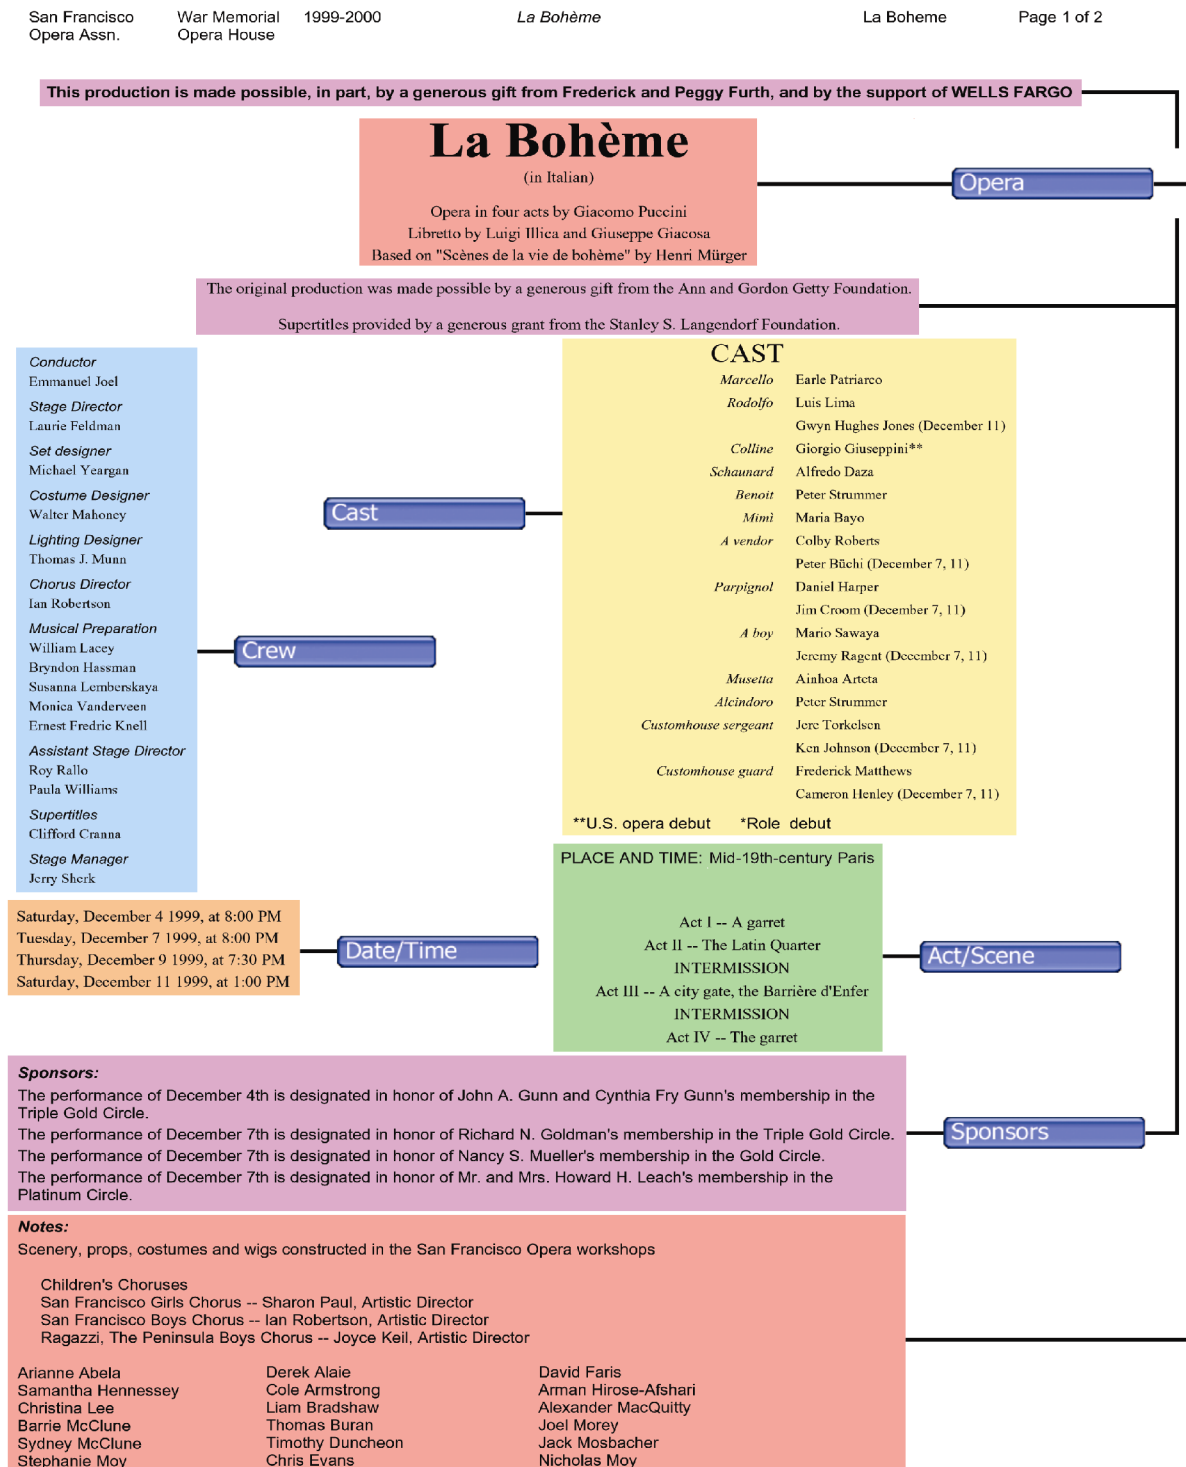 San Francisco Opera Assn.
War Memorial Opera House
1999-2000
La Bohème
La Boheme
Page 1 of 2
This production is made possible, in part, by a generous gift from Frederick and Peggy Furth, and by the support of WELLS FARGO
La Bohème
(in Italian)
Opera in four acts by Giacomo Puccini
Libretto by Luigi Illica and Giuseppe Giacosa
Based on "Scènes de la vie de bohème" by Henri Mürger
Opera
The original production was made possible by a generous gift from the Ann and Gordon Getty Foundation.
Supertitles provided by a generous grant from the Stanley S. Langendorf Foundation.
Conductor
Emmanuel Joel
Stage Director
Laurie Feldman
Set designer
Michael Yeargan
Costume Designer
Walter Mahoney
Lighting Designer
Thomas J. Munn
Chorus Director
Ian Robertson
Musical Preparation
William Lacey
Bryndon Hassman
Susanna Lemberskaya
Monica Vanderveen
Ernest Fredric Knell
Assistant Stage Director
Roy Rallo
Paula Williams
Supertitles
Clifford Cranna
Stage Manager
Jerry Sherk
Crew
Cast
CAST
Marcello Earle Patriarco
Rodolfo Luis Lima
Gwyn Hughes Jones (December 11)
Colline Giorgio Giuseppini**
Schaunard Alfredo Daza
Benoit Peter Strummer
Mimì Maria Bayo
A vendor Colby Roberts
Peter Büchi (December 7, 11)
Parpignol Daniel Harper
Jim Croom (December 7, 11)
A boy Mario Sawaya
Jeremy Ragent (December 7, 11)
Musetta Ainhoa Arteta
Alcindoro Peter Strummer
Customhouse sergeant Jere Torkelsen
Ken Johnson (December 7, 11)
Customhouse guard Frederick Matthews
Cameron Henley (December 7, 11)
**U.S. opera debut *Role debut
Saturday, December 4 1999, at 8:00 PM
Tuesday, December 7 1999, at 8:00 PM
Thursday, December 9 1999, at 7:30 PM
Saturday, December 11 1999, at 1:00 PM
Date/Time
PLACE AND TIME: Mid-19th-century Paris
Act I -- A garret
Act II -- The Latin Quarter
INTERMISSION
Act III -- A city gate, the Barrière d'Enfer
INTERMISSION
Act IV -- The garret
Act/Scene
Sponsors:
The performance of December 4th is designated in honor of John A. Gunn and Cynthia Fry Gunn's membership in the
Triple Gold Circle.
The performance of December 7th is designated in honor of Richard N. Goldman's membership in the Triple Gold Circle.
The performance of December 7th is designated in honor of Nancy S. Mueller's membership in the Gold Circle.
The performance of December 7th is designated in honor of Mr. and Mrs. Howard H. Leach's membership in the
Platinum Circle.
Sponsors
Notes:
Scenery, props, costumes and wigs constructed in the San Francisco Opera workshops
Children's Choruses
San Francisco Girls Chorus -- Sharon Paul, Artistic Director
San Francisco Boys Chorus -- Ian Robertson, Artistic Director
Ragazzi, The Peninsula Boys Chorus -- Joyce Keil, Artistic Director
Arianne Abela Derek Alaie David Faris
Samantha Hennessey Cole Armstrong Arman Hirose-Afshari
Christina Lee Liam Bradshaw Alexander MacQuitty
Barrie McClune Thomas Buran Joel Morey
Sydney McClune Timothy Duncheon Jack Mosbacher
Stephanie Moy Chris Evans Nicholas Moy